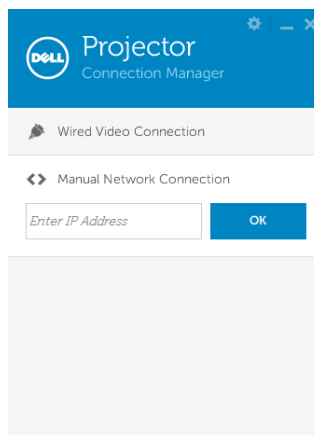 DELL
Projector
Connection Manager
Wired Video Connection
Manual Network Connection
Enter IP Address
OK